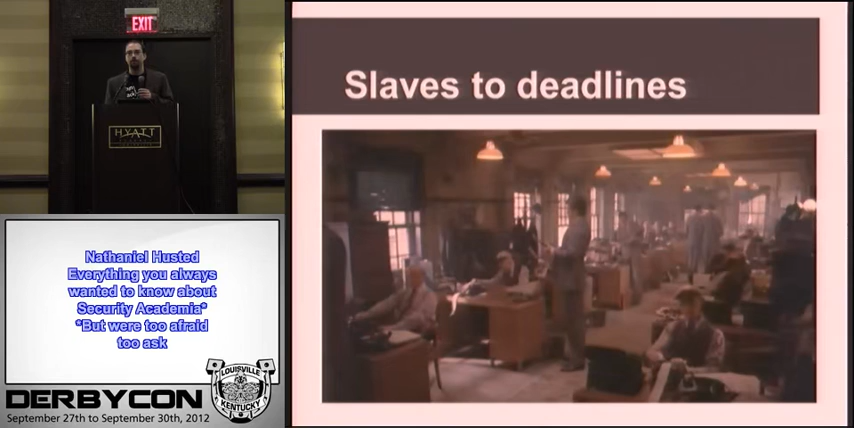 EXIT
HYATT
Nathaniel Husted
Everything you always
wanted to know about
Security Academia*
*But were too afraid
too ask
LOUISVILLE
KENTUCKY
DERBYCON
September 27th to September 30th, 2012
Slaves to deadlines